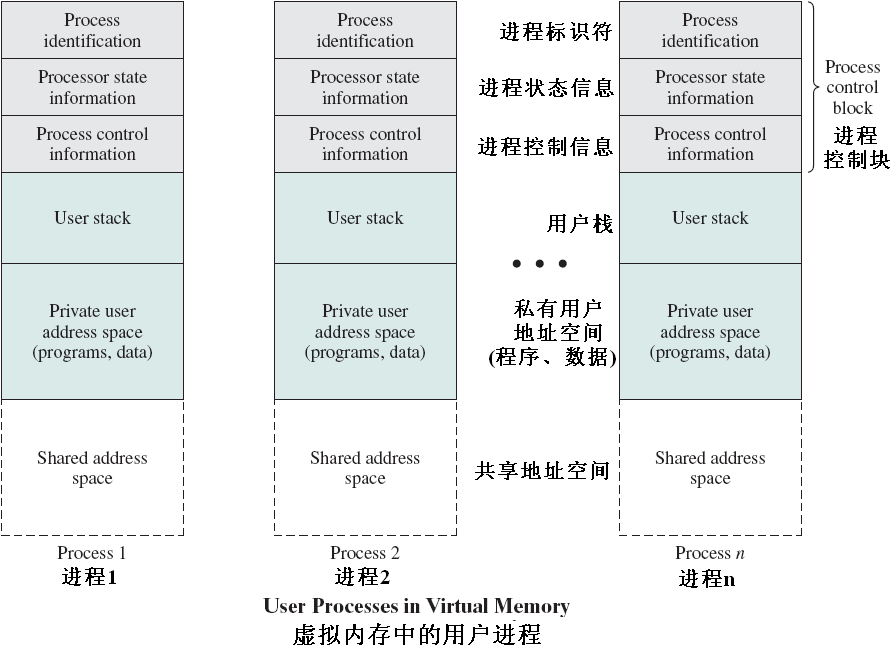 Process
identification
Processor state
information
Process control
information
User stack
Private user
address space
(programs, data)
Shared address
space
Process 1
进程1
Process
identification
Processor state
information
Process control
information
User stack
Private user
address space
(programs, data)
Shared address
space
Process 2
进程2
进程标识符
进程状态信息
进程控制信息
用户栈
• • •
私有用户
地址空间
(程序、数据)
共享地址空间
Process
identification
Processor state
information
Process control
information
User stack
Private user
address space
(programs, data)
Shared address
space
Process n
进程n
Process
control
block
进程
控制块
User Processes in Virtual Memory
虚拟内存中的用户进程